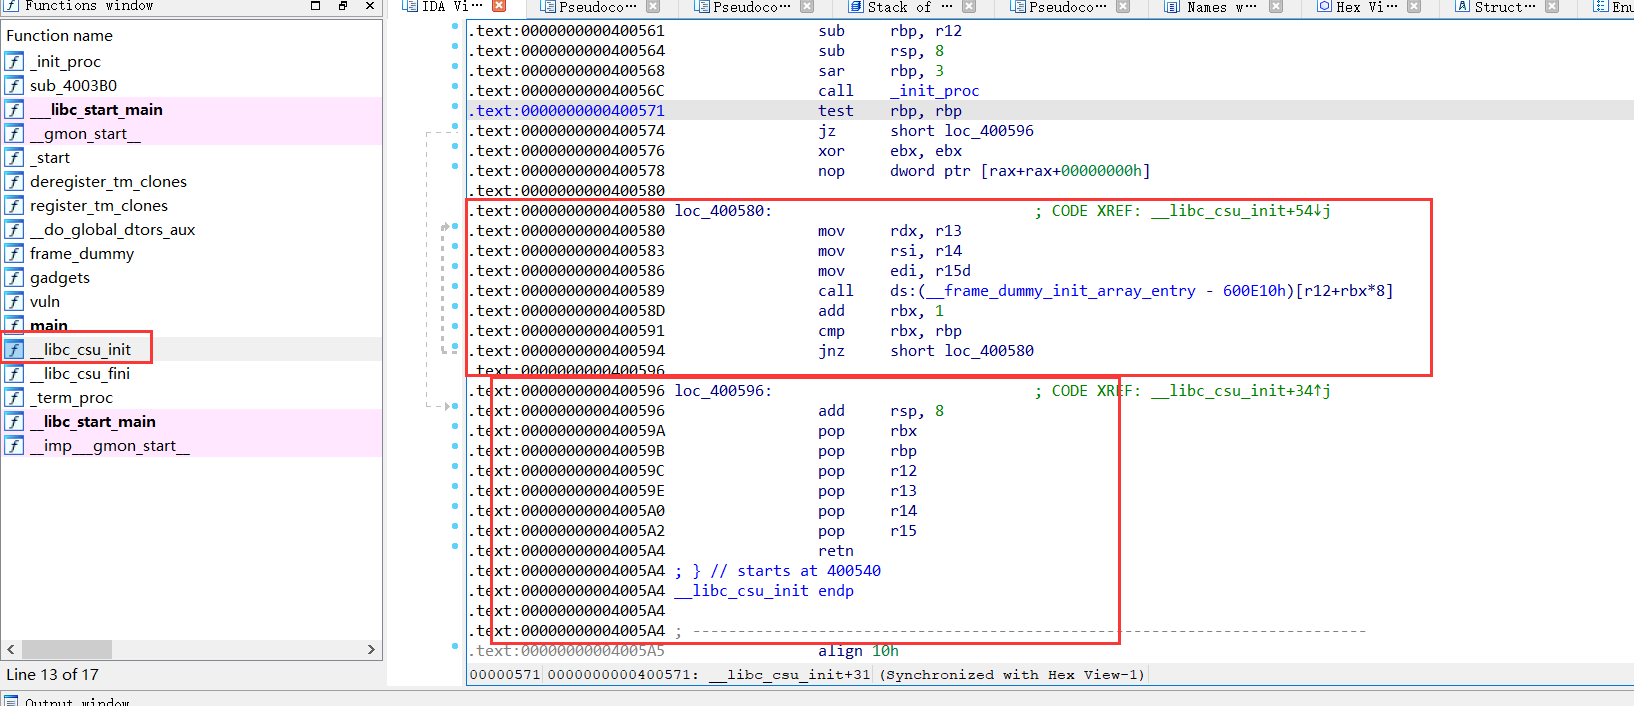 Functions window
IDA Vi···
Pseudoco···
Pseudoco···
Stack of ···
Pseudoco···
Names w···
Hex Vi···
Struct···
Enu
Function name
_init_proc
sub_4003B0
___libc_start_main
__gmon_start__
_start
deregister_tm_clones
register_tm_clones
__do_global_dtors_aux
frame_dummy
gadgets
vuln
main
__libc_csu_init
__libc_csu_fini
_term_proc
__libc_start_main
__imp___gmon_start__
Line 13 of 17
.text:0000000000400561 sub rbp, r12
.text:0000000000400564 sub rsp, 8
.text:0000000000400568 sar rbp, 3
.text:000000000040056C call _init_proc
.text:0000000000400571 test rbp, rbp
.text:0000000000400574 jz short loc_400596
.text:0000000000400576 xor ebx, ebx
.text:0000000000400578 nop dword ptr [rax+rax+00000000h]
.text:0000000000400580
.text:0000000000400580 loc_400580: ; CODE XREF: __libc_csu_init+54↓j
.text:0000000000400580 mov rdx, r13
.text:0000000000400583 mov rsi, r14
.text:0000000000400586 mov edi, r15d
.text:0000000000400589 call ds:(__frame_dummy_init_array_entry - 600E10h)[r12+rbx*8]
.text:000000000040058D add rbx, 1
.text:0000000000400591 cmp rbx, rbp
.text:0000000000400594 jnz short loc_400580
.text:0000000000400596
.text:0000000000400596 loc_400596: ; CODE XREF: __libc_csu_init+34↑j
.text:0000000000400596 add rsp, 8
.text:000000000040059A pop rbx
.text:000000000040059B pop rbp
.text:000000000040059C pop r12
.text:000000000040059E pop r13
.text:00000000004005A0 pop r14
.text:00000000004005A2 pop r15
.text:00000000004005A4 retn
.text:00000000004005A4 ; } // starts at 400540
.text:00000000004005A4 __libc_csu_init endp
.text:00000000004005A4
.text:00000000004005A4 ; ---------------------------------------------------------------------------
.text:00000000004005A5 align 10h
00000571 0000000000400571: __libc_csu_init+31 (Synchronized with Hex View-1)
Output window